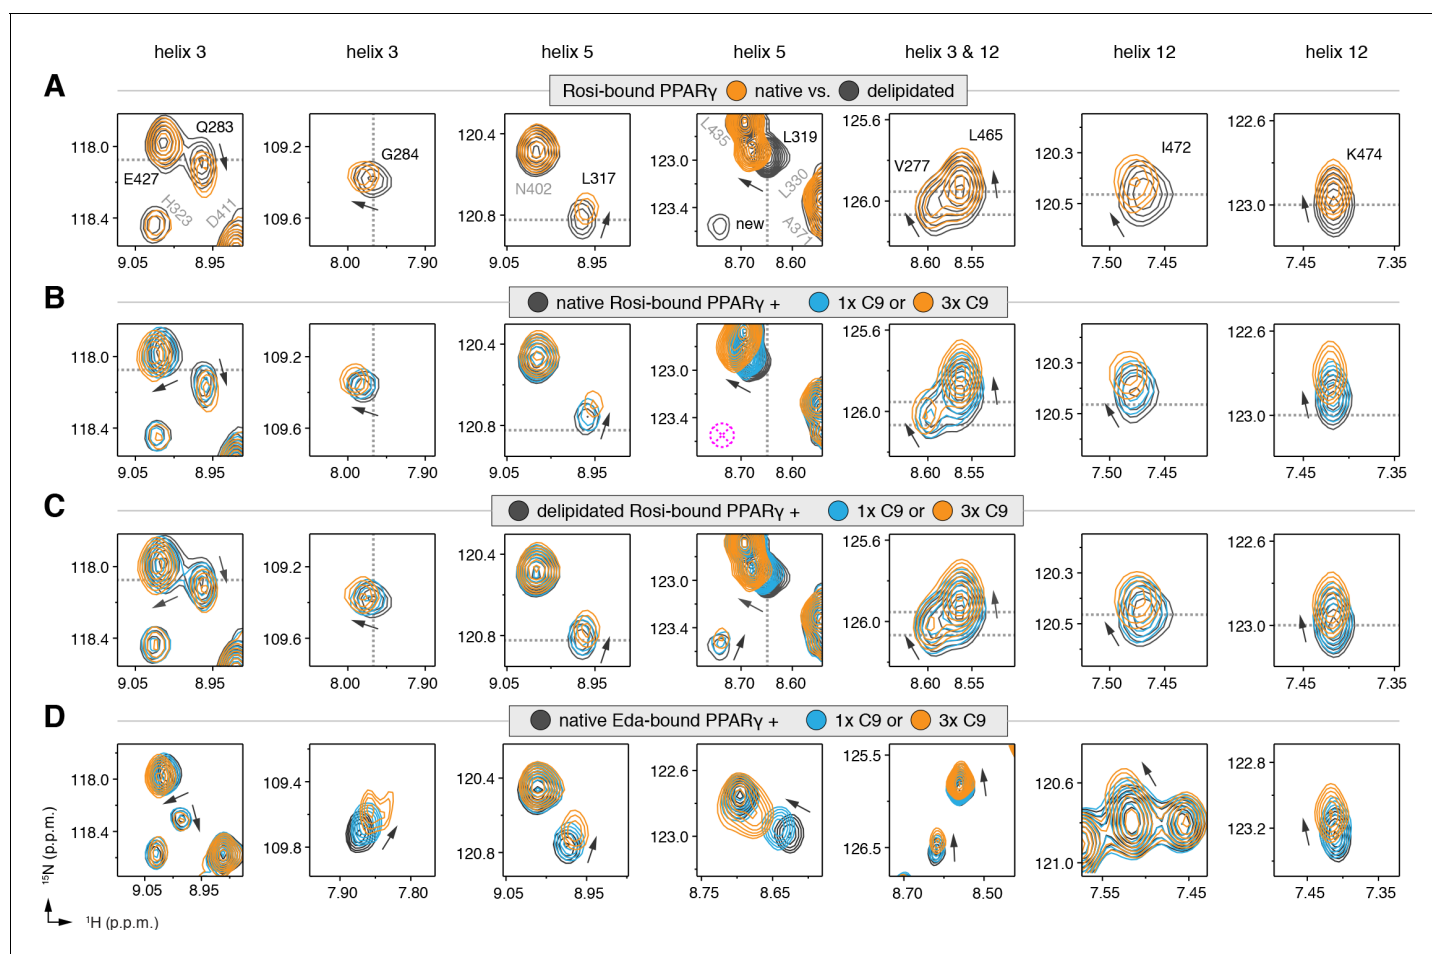 helix 3 helix 3 helix 5 helix 5 helix 3 & 12 helix 12 helix 12
A
Rosi-bound PPARγ native vs. delipidated
118.0 118.4 9.05 8.95 Q283 E427 H323 D411
109.2 109.6 8.00 7.90 G284
120.4 120.8 9.05 8.95 N402 L317
123.0 123.4 8.70 8.60 L435 L319 L330 A371 new
125.6 126.0 8.60 8.55 L465 V277
120.3 120.5 7.50 7.45 I472
122.6 123.0 7.45 7.35 K474
B
native Rosi-bound PPARγ + 1x C9 or 3x C9
118.0 118.4 9.05 8.95
109.2 109.6 8.00 7.90
120.4 120.8 9.05 8.95
123.0 123.4 8.70 8.60
125.6 126.0 8.60 8.55
120.3 120.5 7.50 7.45
122.6 123.0 7.45 7.35
C
delipidated Rosi-bound PPARγ + 1x C9 or 3x C9
118.0 118.4 9.05 8.95
109.2 109.6 8.00 7.90
120.4 120.8 9.05 8.95
123.0 123.4 8.70 8.60
125.6 126.0 8.60 8.55
120.3 120.5 7.50 7.45
122.6 123.0 7.45 7.35
D
native Eda-bound PPARγ + 1x C9 or 3x C9
118.0 118.4 9.05 8.95
109.4 109.8 7.90 7.80
120.4 120.8 9.05 8.95
122.6 123.0 8.75 8.65
125.5 126.5 8.70 8.50
120.6 121.0 7.55 7.45
122.8 123.2 7.45 7.35
¹⁵N (p.p.m.)
¹H (p.p.m.)